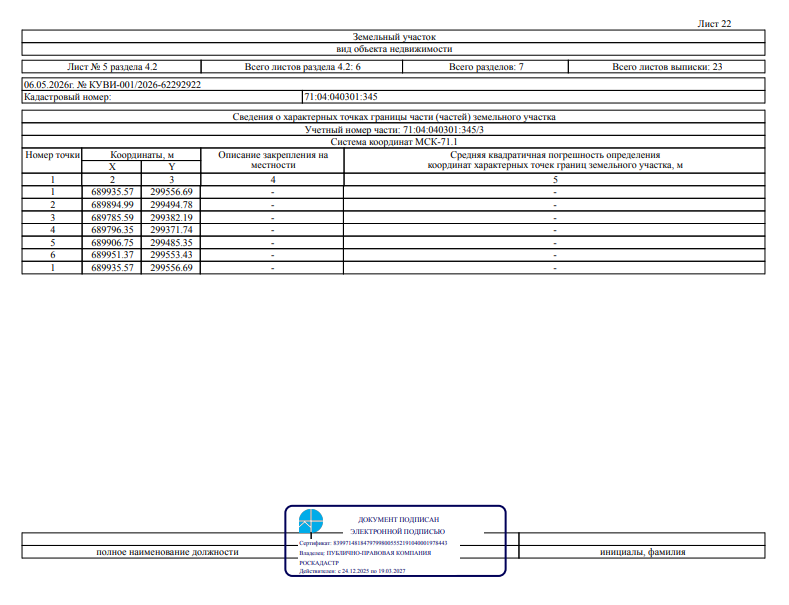 Лист 22
Земельный участок
вид объекта недвижимости
Лист № 5 раздела 4.2 Всего листов раздела 4.2: 6 Всего разделов: 7 Всего листов выписки: 23
06.05.2026г. № КУВИ-001/2026-62292922
Кадастровый номер: 71:04:040301:345
Сведения о характерных точках границы части (частей) земельного участка
Учетный номер части: 71:04:040301:345/3
Система координат МСК-71.1
Номер точки Координаты, м Описание закрепления на местности Средняя квадратичная погрешность определения координат характерных точек границ земельного участка, м
X Y
1 2 3 4 5
1 689935.57 299556.69 - -
2 689894.99 299494.78 - -
3 689785.59 299382.19 - -
4 689796.35 299371.74 - -
5 689906.75 299485.35 - -
6 689951.37 299553.43 - -
1 689935.57 299556.69 - -
ДОКУМЕНТ ПОДПИСАН
ЭЛЕКТРОННОЙ ПОДПИСЬЮ
Владелец: ПУБЛИЧНО-ПРАВОВАЯ КОМПАНИЯ
РОСКАДАСТР
Действителен: с 24.12.2025 по 19.03.2027
полное наименование должности инициалы, фамилия